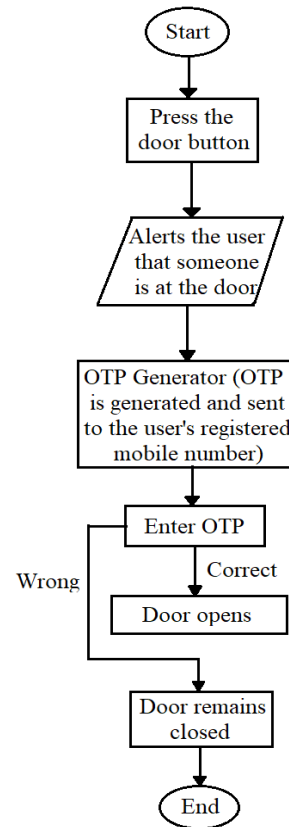 Start
Press the
door button
Alerts the user
that someone
is at the door
OTP Generator (OTP
is generated and sent
to the user's registered
mobile number)
Enter OTP
Wrong
Correct
Door opens
Door remains
closed
End